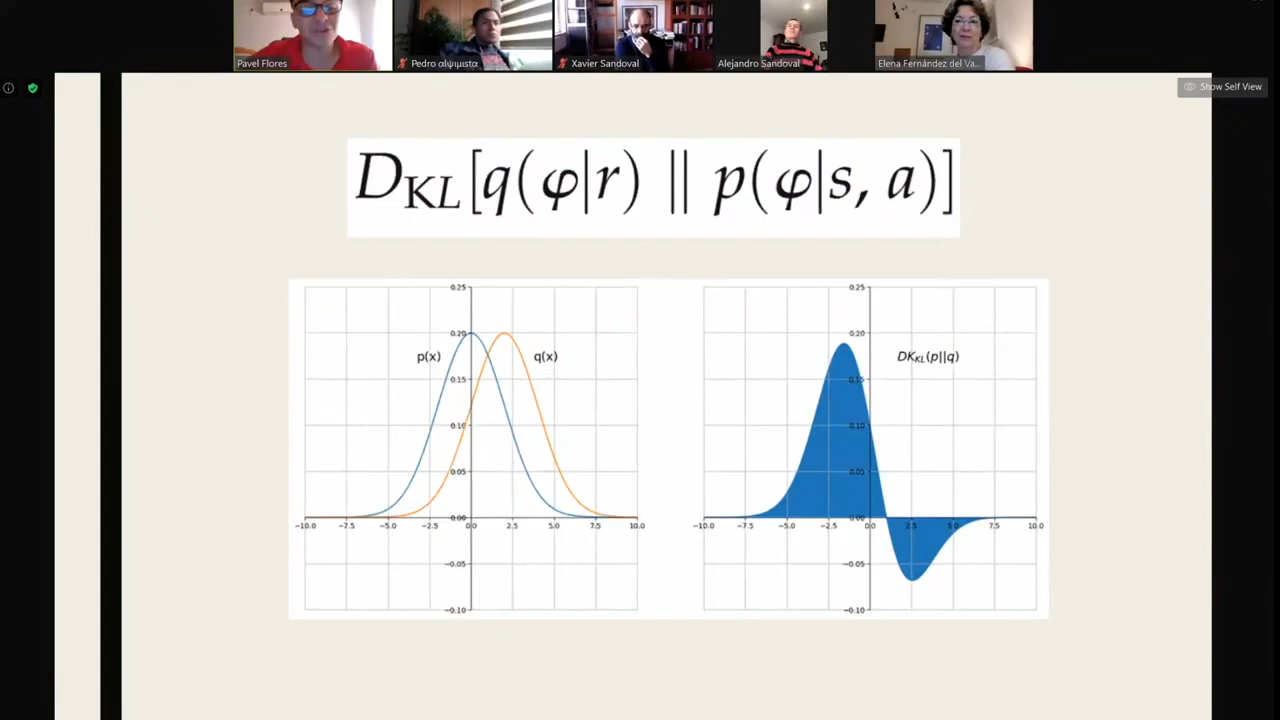 Pavel Flores
Pedro αψιμιστα
Xavier Sandoval
Alejandro Sandoval
Elena Fernández del Va...
Show Self View
D_KL[q(φ|r) || p(φ|s, a)]
0.25
0.20
0.15
0.10
0.05
0.00
−0.05
−0.10
p(x)
q(x)
−10.0 −7.5 −5.0 −2.5 0.0 2.5 5.0 7.5 10.0
0.25
0.20
0.15
0.10
0.05
0.00
−0.05
−0.10
DK_KL(p||q)
−10.0 −7.5 −5.0 −2.5 0.0 2.5 5.0 7.5 10.0